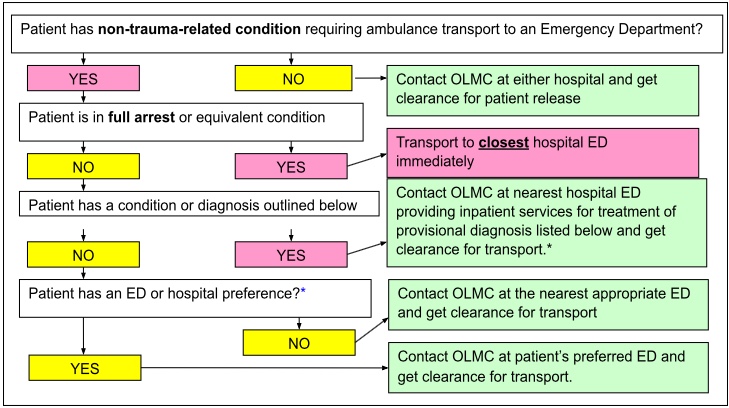 Patient has non-trauma-related condition requiring ambulance transport to an Emergency Department?
YES
NO
Contact OLMC at either hospital and get
clearance for patient release
Patient is in full arrest or equivalent condition
NO
YES
Transport to closest hospital ED
immediately
Patient has a condition or diagnosis outlined below
Contact OLMC at nearest hospital ED
providing inpatient services for treatment of
provisional diagnosis listed below and get
clearance for transport.*
NO
YES
Patient has an ED or hospital preference?*
Contact OLMC at the nearest appropriate ED
and get clearance for transport
NO
YES
Contact OLMC at patient's preferred ED and
get clearance for transport.